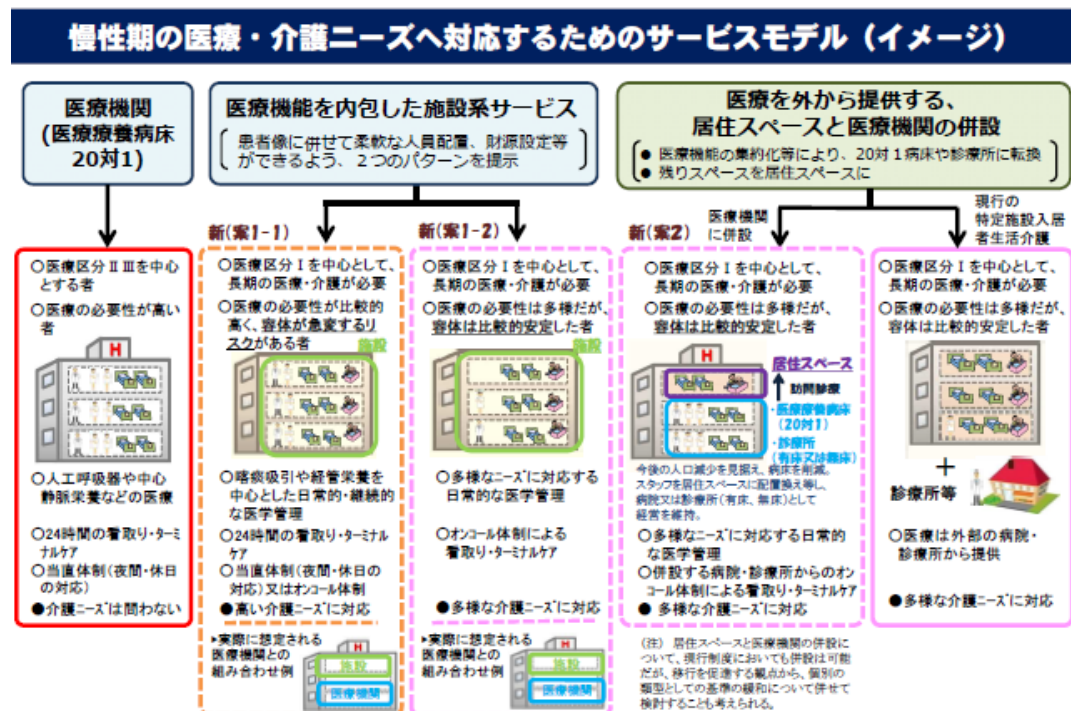 慢性期の医療・介護ニーズへ対応するためのサービスモデル（イメージ）
医療機関
(医療療養病床
20対1)
医療機能を内包した施設系サービス
患者像に併せて柔軟な人員配置、財源設定等
ができるよう、２つのパターンを提示
医療を外から提供する、
居住スペースと医療機関の併設
● 医療機能の集約化等により、20対１病床や診療所に転換
● 残りスペースを居住スペースに
○医療区分ⅡⅢを中心
とする者
○医療の必要性が高い
者
H
○人工呼吸器や中心
静脈栄養などの医療
○24時間の看取り・ターミ
ナルケア
○当直体制(夜間・休日
の対応)
●介護ニーズは問わない
新(案1-1)
○医療区分Ⅰを中心として、
長期の医療・介護が必要
○医療の必要性が比較的
高く、容体が急変するリ
スクがある者
施設
○喀痰吸引や経管栄養を
中心とした日常的・継続的
な医学管理
○24時間の看取り・ターミナル
ケア
○当直体制(夜間・休日の
対応)又はオンコール体制
●高い介護ニーズに対応
▸実際に想定される
医療機関との
組み合わせ例
H
施設
医療機関
新(案1-2)
○医療区分Ⅰを中心として、
長期の医療・介護が必要
○医療の必要性は多様だが、
容体は比較的安定した者
施設
○多様なニーズに対応する
日常的な医学管理
○オンコール体制による
看取り・ターミナルケア
●多様な介護ニーズに対応
▸実際に想定される
医療機関との
組み合わせ例
H
施設
医療機関
新(案2)
医療機関
に併設
○医療区分Ⅰを中心として、
長期の医療・介護が必要
○医療の必要性は多様だが、
容体は比較的安定した者
H
居住スペース
訪問診療
・医療療養病床
(20対1)
・診療所
(有床又は無床)
今後の人口減少を見据え、病床を削減。
スタッフを居住スペースに配置換え等し、
病院又は診療所(有床、無床)として
経営を維持。
○多様なニーズに対応する日常的
な医学管理
○併設する病院・診療所からのオン
コール体制による看取り・ターミナルケア
● 多様な介護ニーズに対応
(注) 居住スペースと医療機関の併設に
ついて、現行制度においても併設は可能
だが、移行を促進する観点から、個別の
類型としての基準の緩和について併せて
検討することも考えられる。
現行の
特定施設入居
者生活介護
○医療区分Ⅰを中心として、
長期の医療・介護が必要
○医療の必要性は多様だが、
容体は比較的安定した者
+
診療所等
○医療は外部の病院・
診療所から提供
●多様な介護ニーズに対応